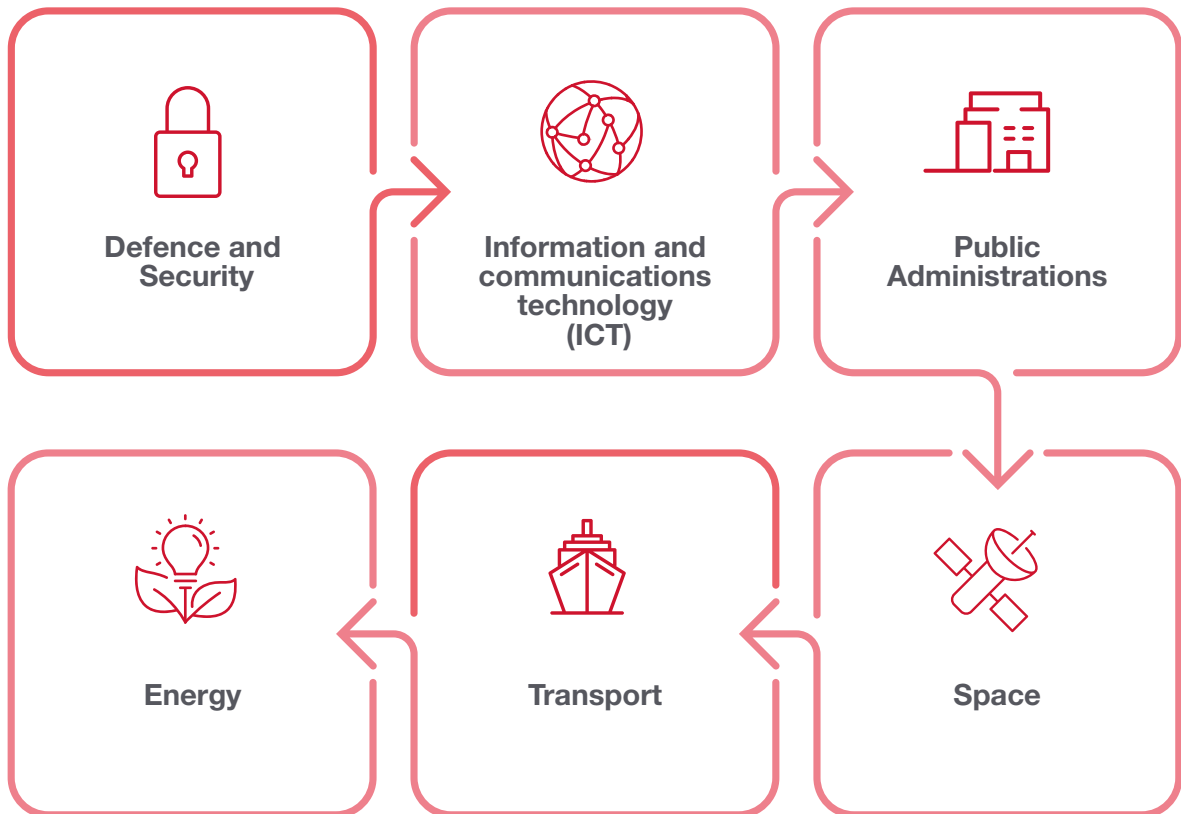 Defence and
Security
Information and
communications
technology
(ICT)
Public
Administrations
Space
Transport
Energy